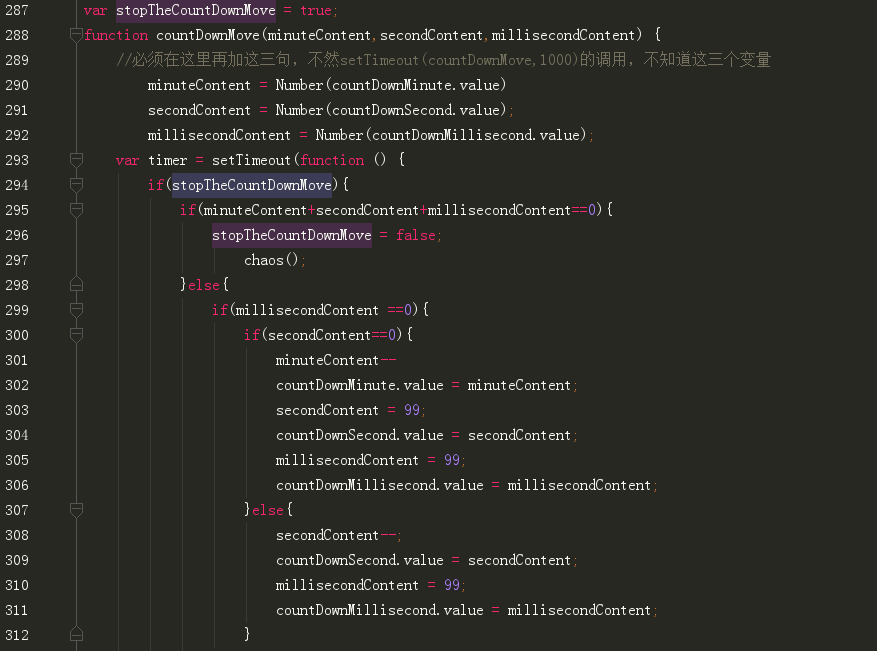 287 var stopTheCountDownMove = true;
288 function countDownMove(minuteContent,secondContent,millisecondContent) {
289 //必须在这里再加这三句，不然setTimeout(countDownMove,1000)的调用，不知道这三个变量
290 minuteContent = Number(countDownMinute.value)
291 secondContent = Number(countDownSecond.value);
292 millisecondContent = Number(countDownMillisecond.value);
293 var timer = setTimeout(function () {
294 if(stopTheCountDownMove){
295 if(minuteContent+secondContent+millisecondContent==0){
296 stopTheCountDownMove = false;
297 chaos();
298 }else{
299 if(millisecondContent ==0){
300 if(secondContent==0){
301 minuteContent--
302 countDownMinute.value = minuteContent;
303 secondContent = 99;
304 countDownSecond.value = secondContent;
305 millisecondContent = 99;
306 countDownMillisecond.value = millisecondContent;
307 }else{
308 secondContent--;
309 countDownSecond.value = secondContent;
310 millisecondContent = 99;
311 countDownMillisecond.value = millisecondContent;
312 }